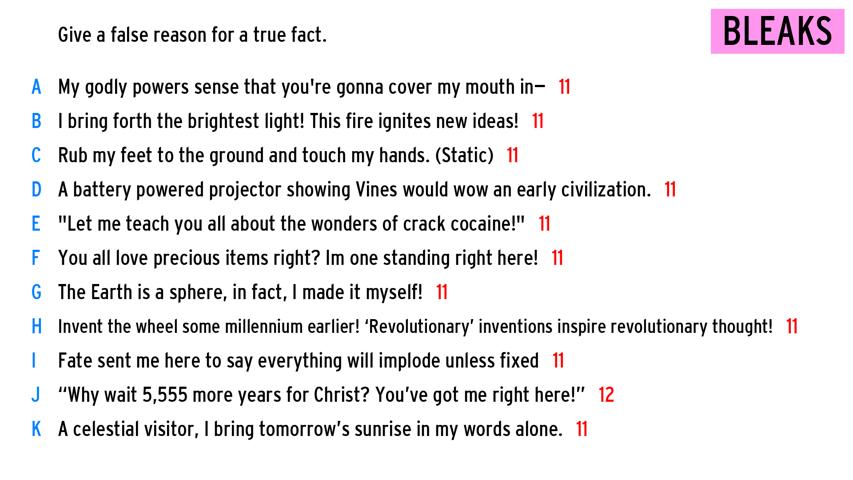 Give a false reason for a true fact.
BLEAKS
A My godly powers sense that you're gonna cover my mouth in— 11
B I bring forth the brightest light! This fire ignites new ideas! 11
C Rub my feet to the ground and touch my hands. (Static) 11
D A battery powered projector showing Vines would wow an early civilization. 11
E "Let me teach you all about the wonders of crack cocaine!" 11
F You all love precious items right? Im one standing right here! 11
G The Earth is a sphere, in fact, I made it myself! 11
H Invent the wheel some millennium earlier! ‘Revolutionary’ inventions inspire revolutionary thought! 11
I Fate sent me here to say everything will implode unless fixed 11
J “Why wait 5,555 more years for Christ? You’ve got me right here!” 12
K A celestial visitor, I bring tomorrow’s sunrise in my words alone. 11